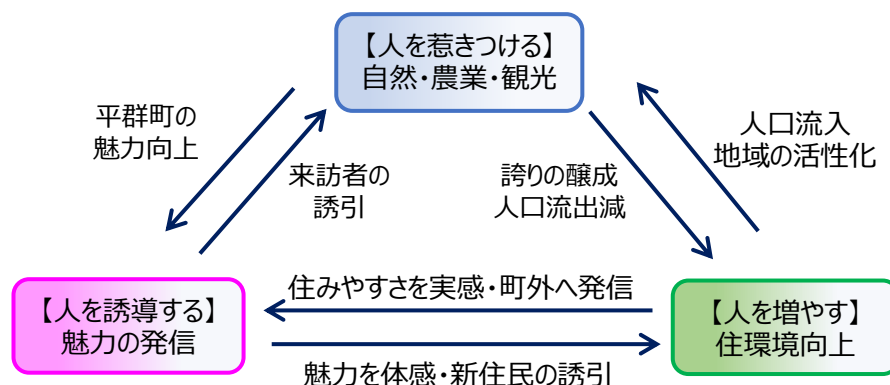 【人を惹きつける】
自然・農業・観光
平群町の
魅力向上
来訪者の
誘引
誇りの醸成
人口流出減
人口流入
地域の活性化
【人を誘導する】
魅力の発信
住みやすさを実感・町外へ発信
【人を増やす】
住環境向上
魅力を体感・新住民の誘引